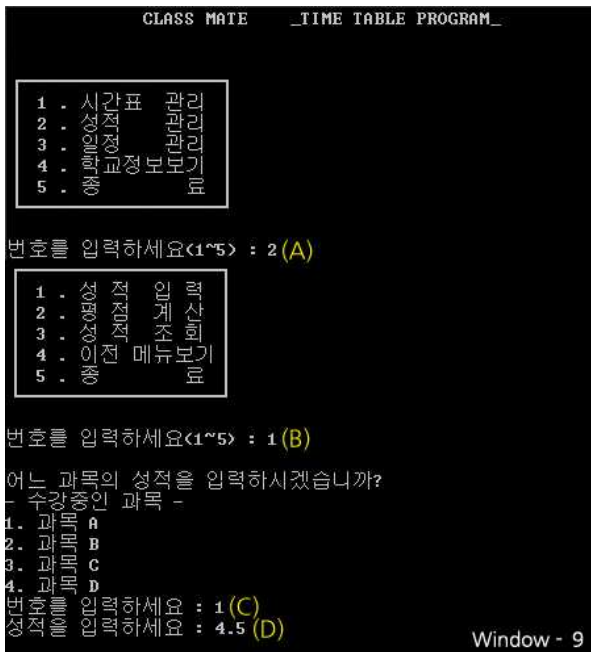 CLASS MATE _TIME TABLE PROGRAM_
1 . 시간표 관리
2 . 성적 관리
3 . 일정 관리
4 . 학교정보보기
5 . 종 료
번호를 입력하세요(1~5) : 2 (A)
1 . 성 적 입 력
2 . 평 점 계 산
3 . 성 적 조 회
4 . 이전 메뉴보기
5 . 종 료
번호를 입력하세요(1~5) : 1 (B)
어느 과목의 성적을 입력하시겠습니까?
- 수강중인 과목 -
1. 과목 A
2. 과목 B
3. 과목 C
4. 과목 D
번호를 입력하세요 : 1 (C)
성적을 입력하세요 : 4.5 (D)
Window - 9